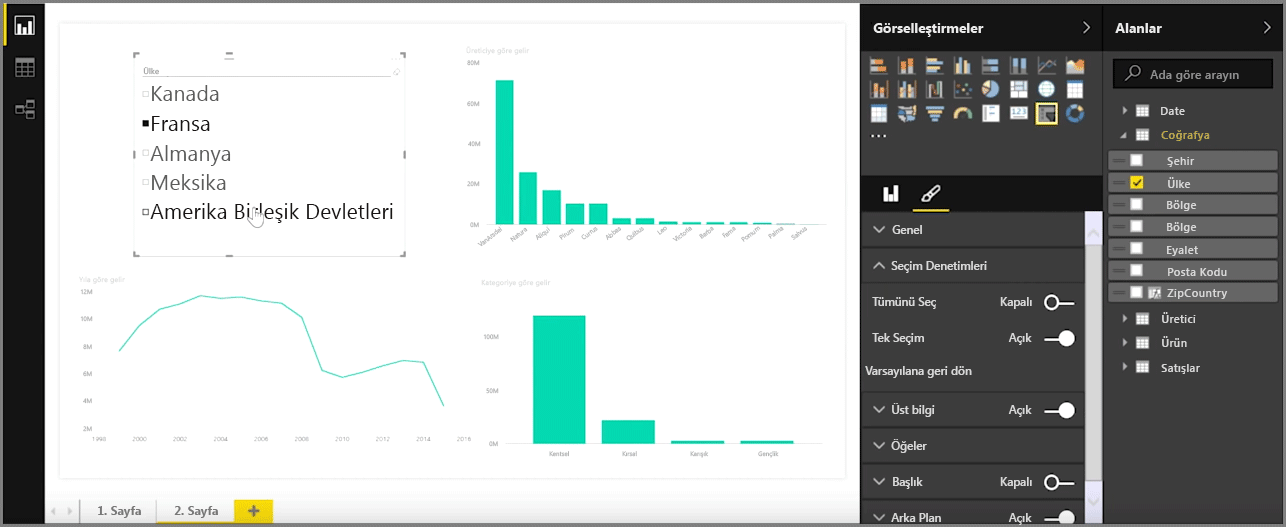 Ülke
Kanada
Fransa
Almanya
Meksika
Amerika Birleşik Devletleri
Üreticiye göre gelir
80M
60M
40M
20M
0M
VanArsdel
Natura
Aliqui
Pirum
Currus
Abbas
Quibus
Leo
Victoria
Barba
Pomum
Palma
Salvus
Yıla göre gelir
12M
10M
8M
6M
4M
2M
1998 2000 2002 2004 2006 2008 2010 2012 2014 2016
Kategoriye göre gelir
100M
50M
0M
Kentsel Kırsal Karışık Gençlik
1. Sayfa 2. Sayfa +
Görselleştirmeler
123
Genel
Seçim Denetimleri
Tümünü Seç Kapalı
Tek Seçim Açık
Varsayılana geri dön
Üst bilgi Açık
Öğeler
Başlık Kapalı
Arka Plan Açık
Alanlar
Ada göre arayın
Date
Coğrafya
Şehir
Ülke
Bölge
Bölge
Eyalet
Posta Kodu
ZipCountry
Üretici
Ürün
Satışlar